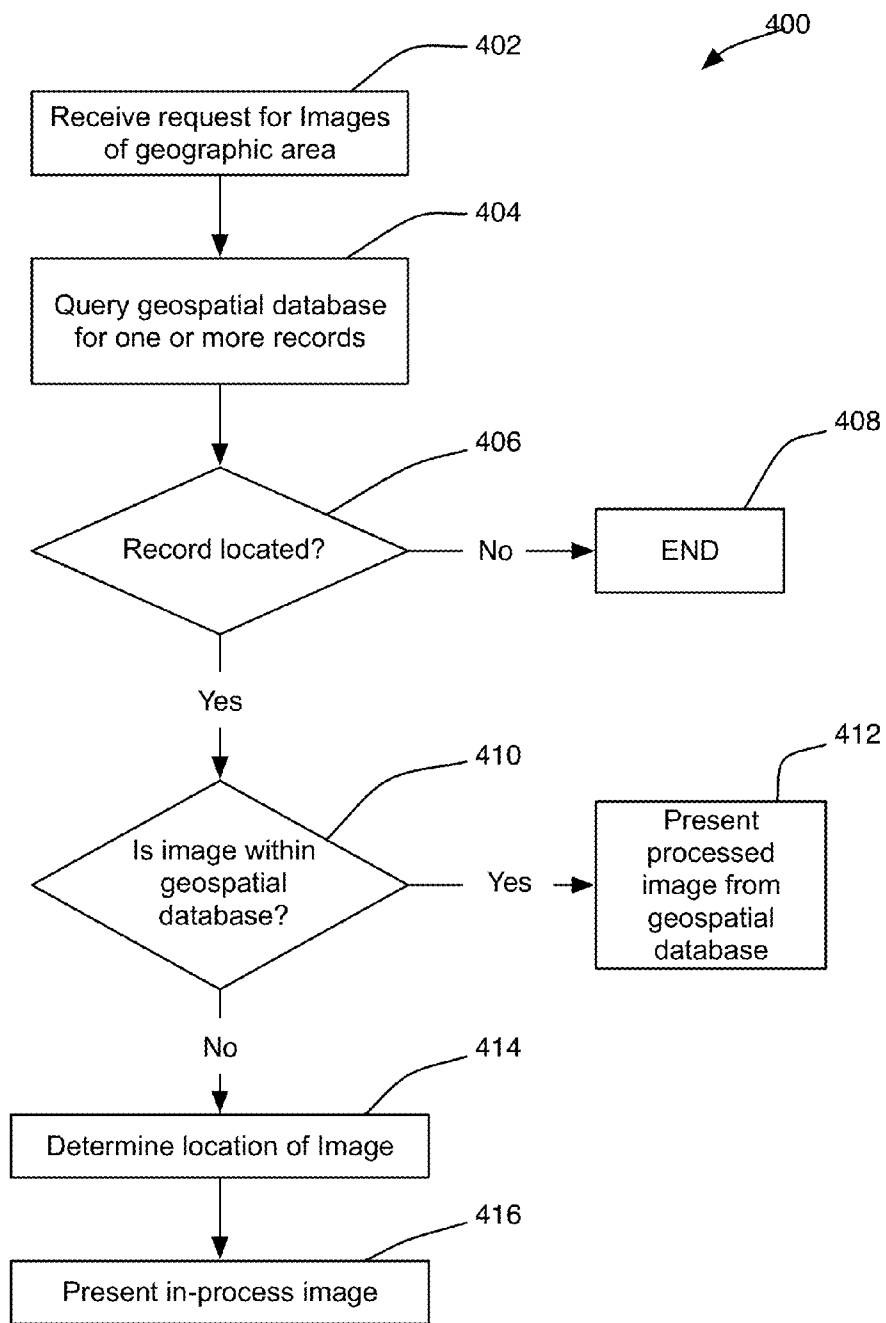 400
402
Receive request for Images
of geographic area
404
Query geospatial database
for one or more records
406
Record located?
No
408
END
Yes
410
Is image within
geospatial
database?
Yes
412
Present
processed
image from
geospatial
database
No
414
Determine location of Image
416
Present in-process image